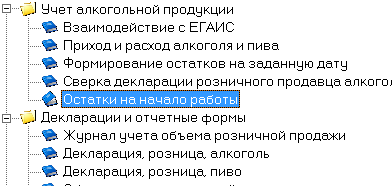 Учет алкогольной продукции
Взаимодействие с ЕГАИС
Приход и расход алкоголя и пива
Формирование остатков на заданную дату
Сверка декларации розничного продавца алкогол
Остатки на начало работы
Декларации и отчетные формы
Журнал учета объема розничной продажи
Декларация, розница, алкоголь
Декларация, розница, пиво